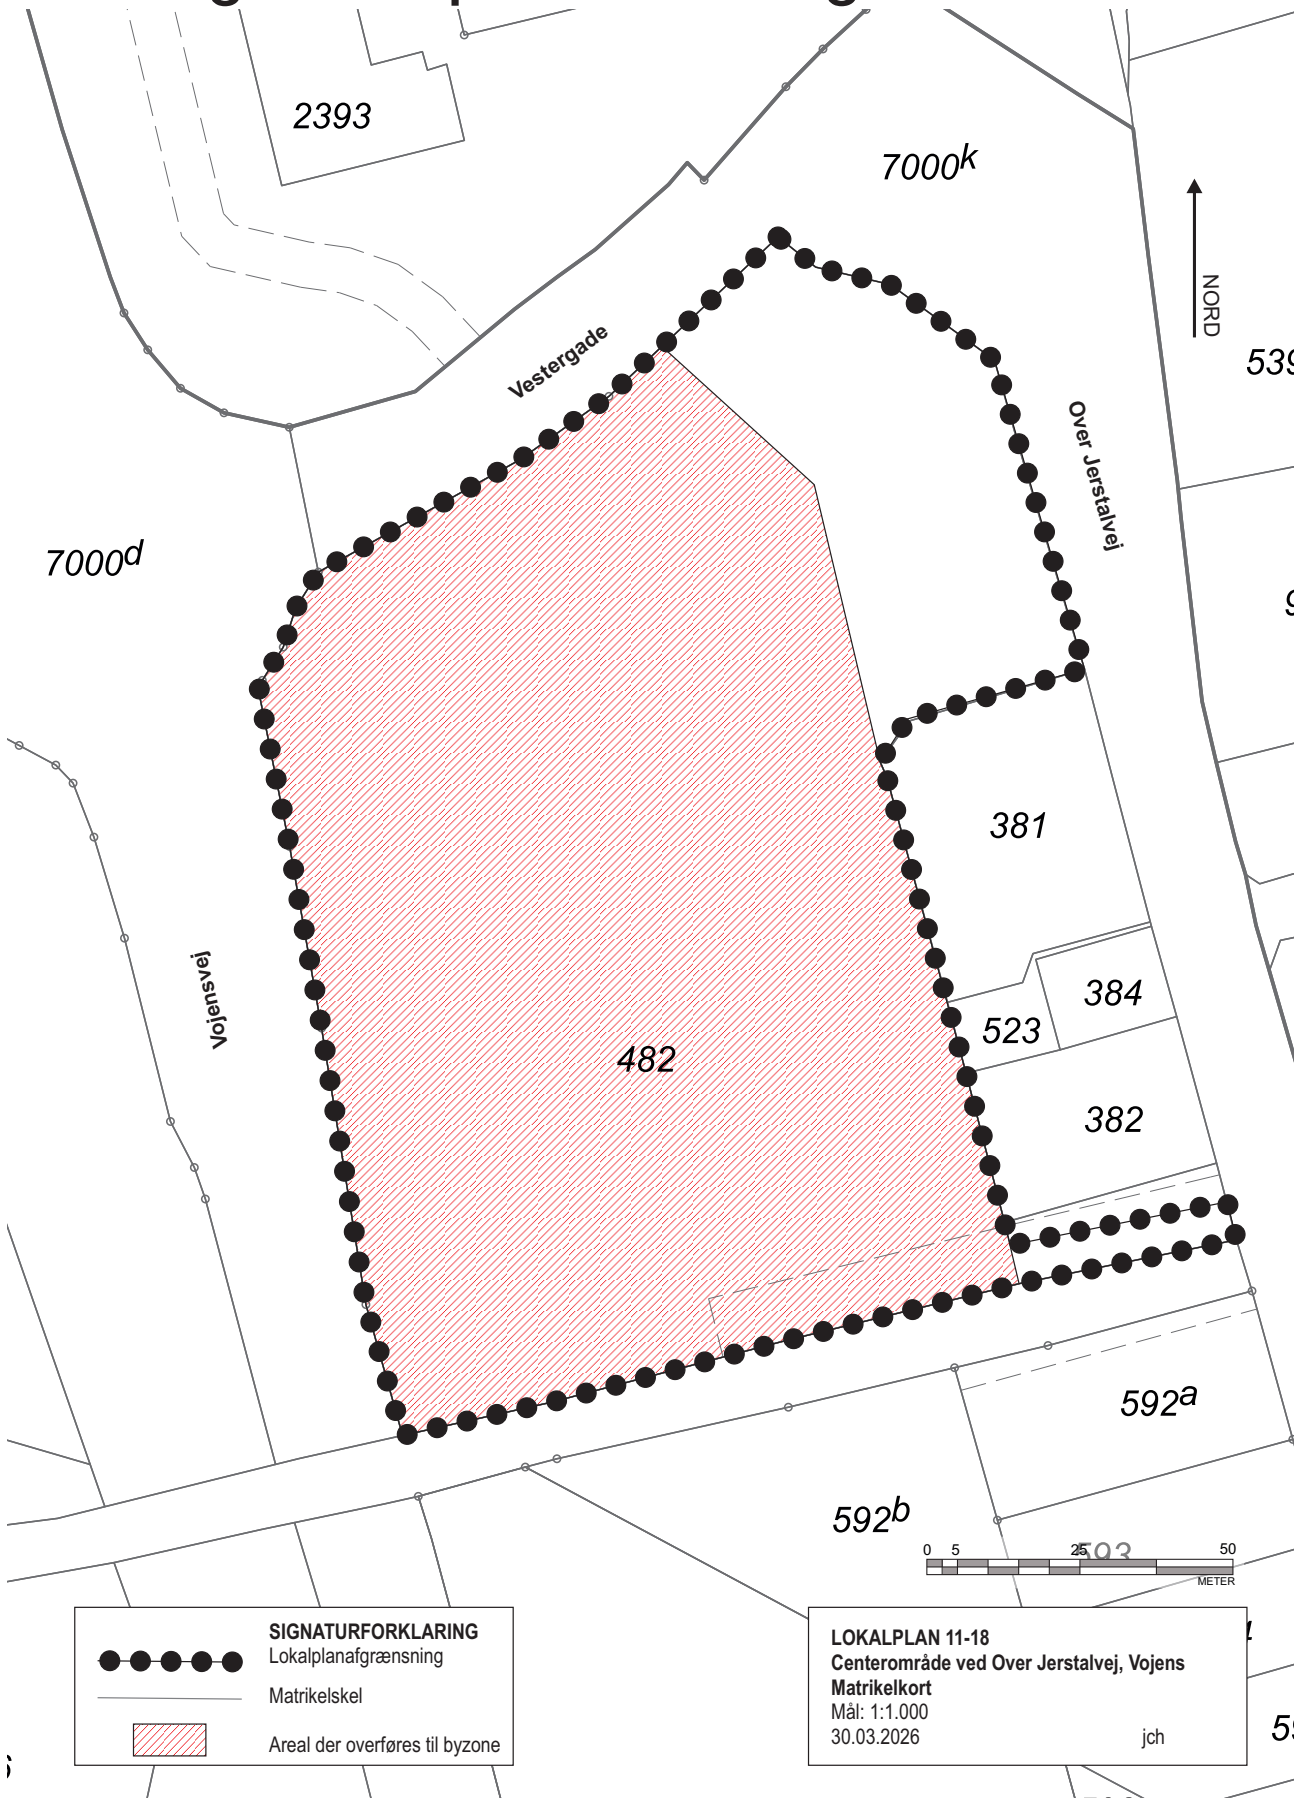 2393
7000k
NORD
539
Vestergade
Over Jerstalvej
7000d
381
384
523
482
Vojensvej
382
592a
592b
593
0 5 25 50
METER
SIGNATURFORKLARING
Lokalplanafgrænsning
Matrikelskel
Areal der overføres til byzone
LOKALPLAN 11-18
Centerområde ved Over Jerstalvej, Vojens
Matrikelkort
Mål: 1:1.000
30.03.2026 jch